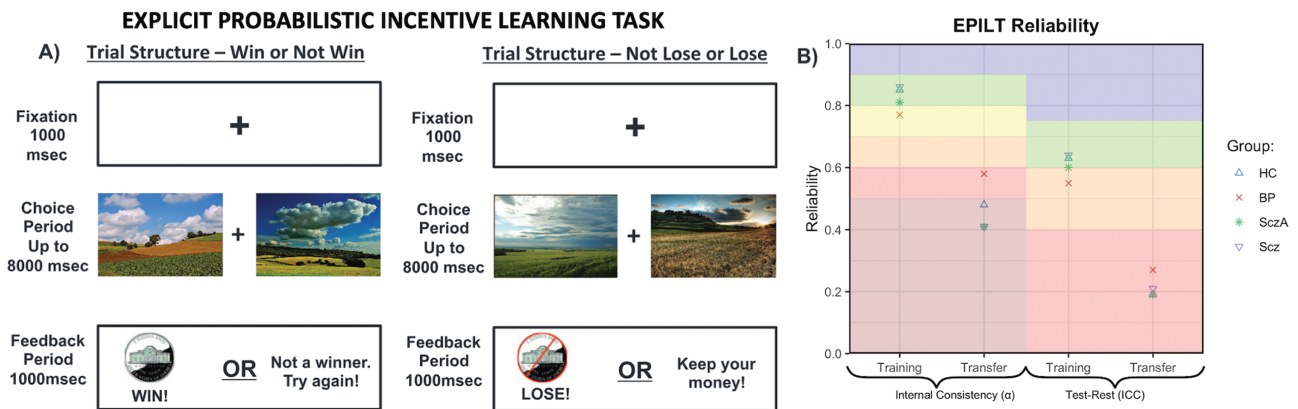 EXPLICIT PROBABILISTIC INCENTIVE LEARNING TASK
A)
Trial Structure – Win or Not Win
Trial Structure – Not Lose or Lose
Fixation
1000
msec
+
Fixation
1000
msec
+
Choice
Period
Up to
8000 msec
+
Choice
Period
Up to
8000 msec
+
Feedback
Period
1000msec
WIN!
OR
Not a winner.
Try again!
Feedback
Period
1000msec
LOSE!
OR
Keep your
money!
EPILT Reliability
B)
Reliability
1.0
0.8
0.6
0.4
0.2
0.0
Training
Transfer
Training
Transfer
Internal Consistency (α)
Test-Rest (ICC)
Group:
HC
BP
SczA
Scz